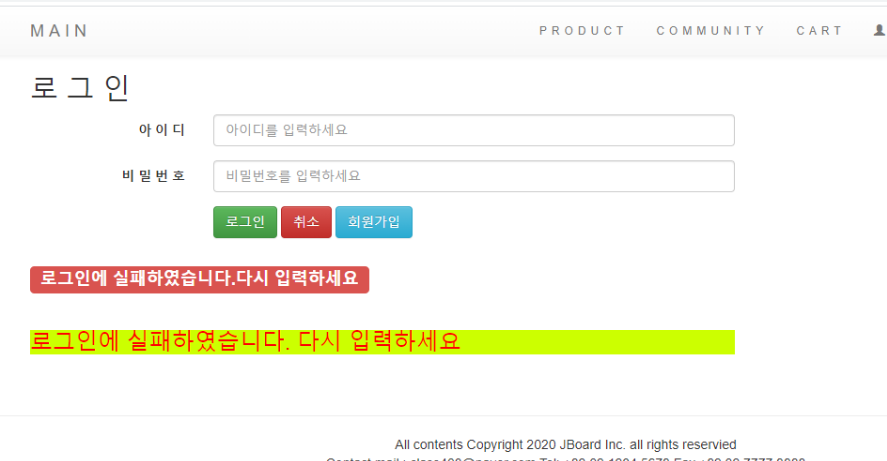 MAIN PRODUCT COMMUNITY CART
로그인
아이디 아이디를 입력하세요
비밀번호 비밀번호를 입력하세요
로그인 취소 회원가입
로그인에 실패하였습니다.다시 입력하세요
로그인에 실패하였습니다. 다시 입력하세요
All contents Copyright 2020 JBoard Inc. all rights reservied
Contact mail